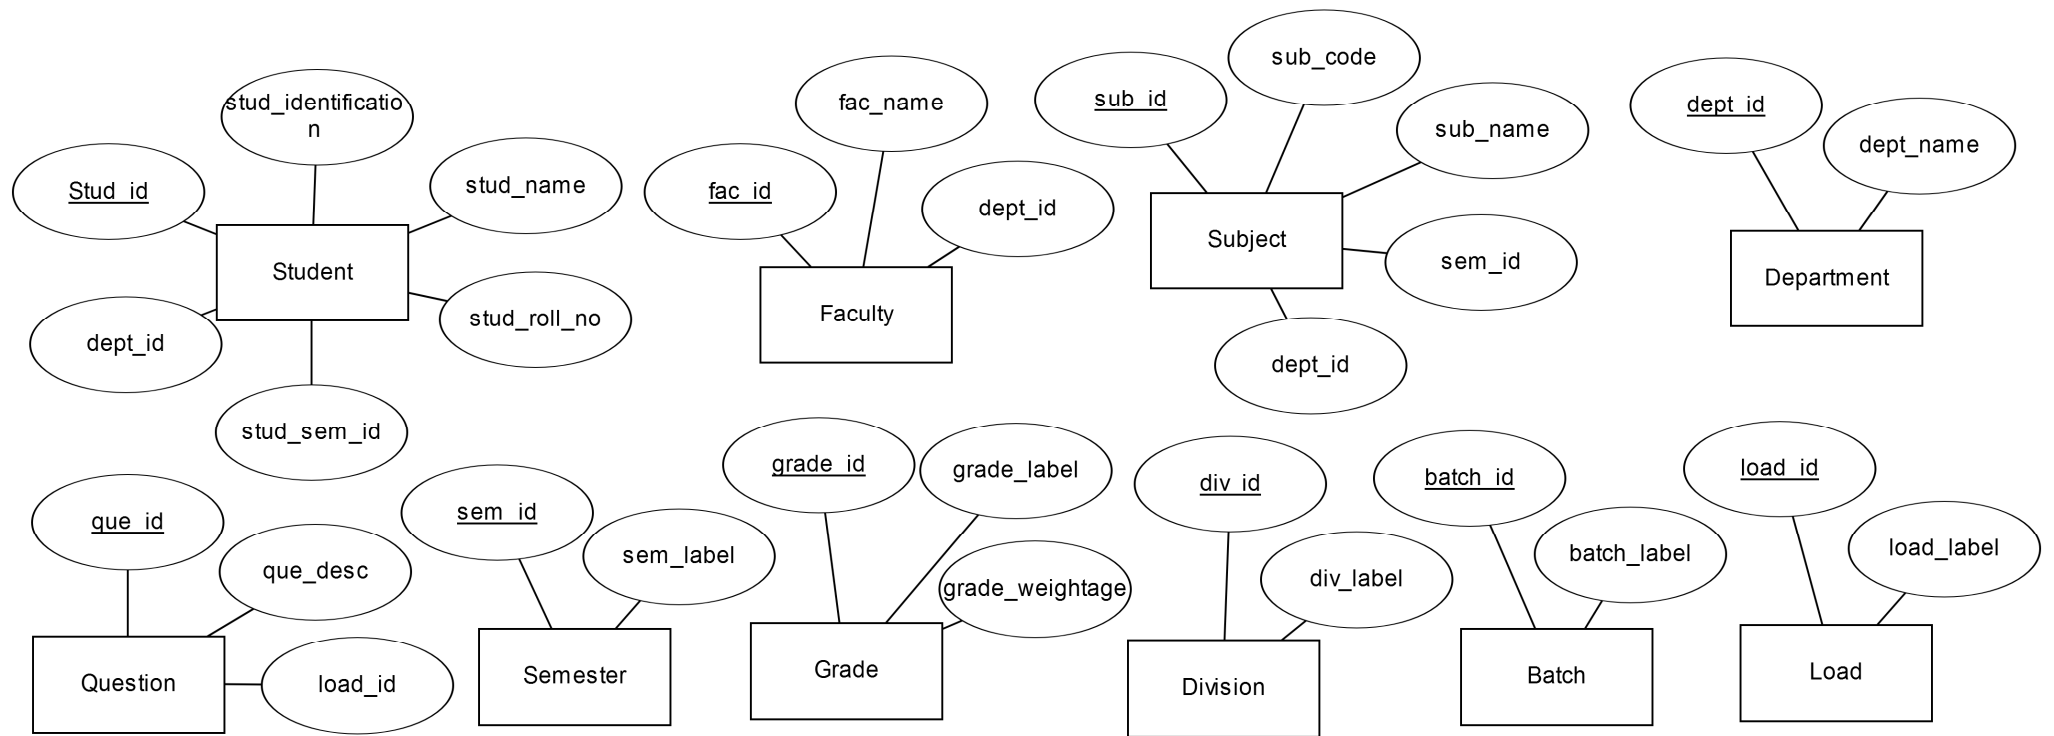 stud_identificatio
n
Stud_id
stud_name
Student
stud_roll_no
dept_id
stud_sem_id
fac_name
fac_id
dept_id
Faculty
sub_code
sub_id
sub_name
Subject
sem_id
dept_id
dept_id
dept_name
Department
que_id
que_desc
Question
load_id
sem_id
sem_label
Semester
grade_id
grade_label
grade_weightage
Grade
div_id
div_label
Division
batch_id
batch_label
Batch
load_id
load_label
Load